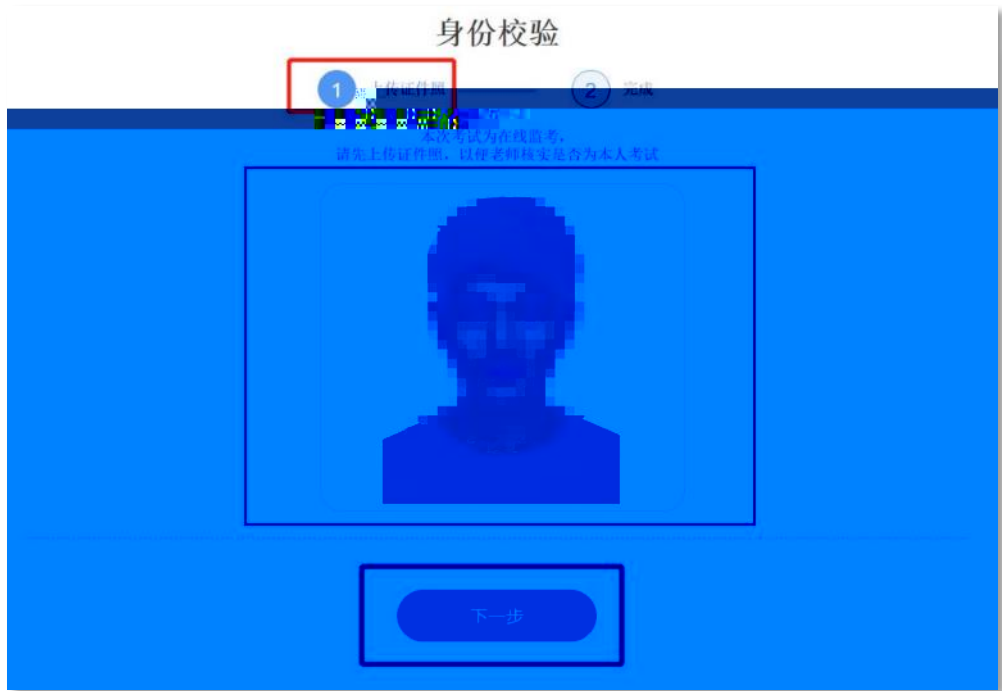 身份校验
1 上传证件照 2 完成
本次考试为在线监考，
请先上传证件照，以便老师核实是否为本人考试
下一步